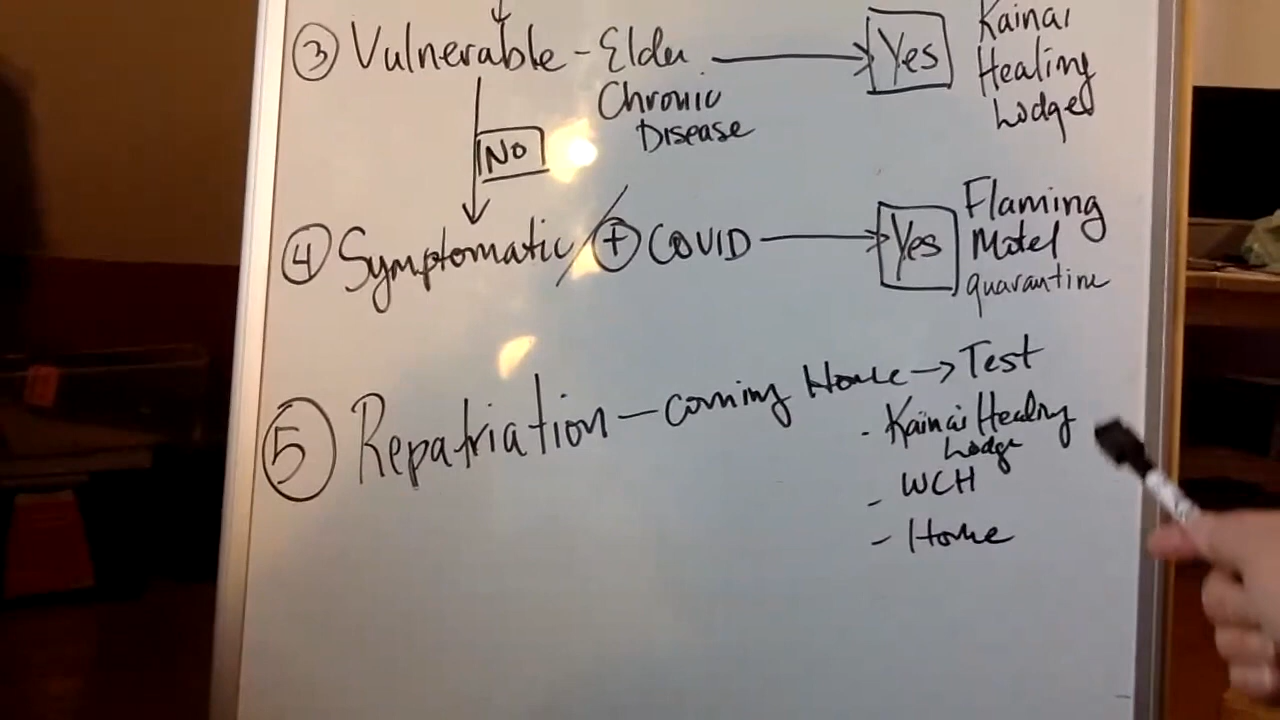 ③ Vulnerable - Elder → Yes Kainai
Healing
Lodge
Chronic
Disease
No
④ Symptomatic / ⊕ COVID → Yes Flaming
Motel
quarantine
⑤ Repatriation - coming Home → Test
- Kainai Healing
Lodge
- WCH
- Home